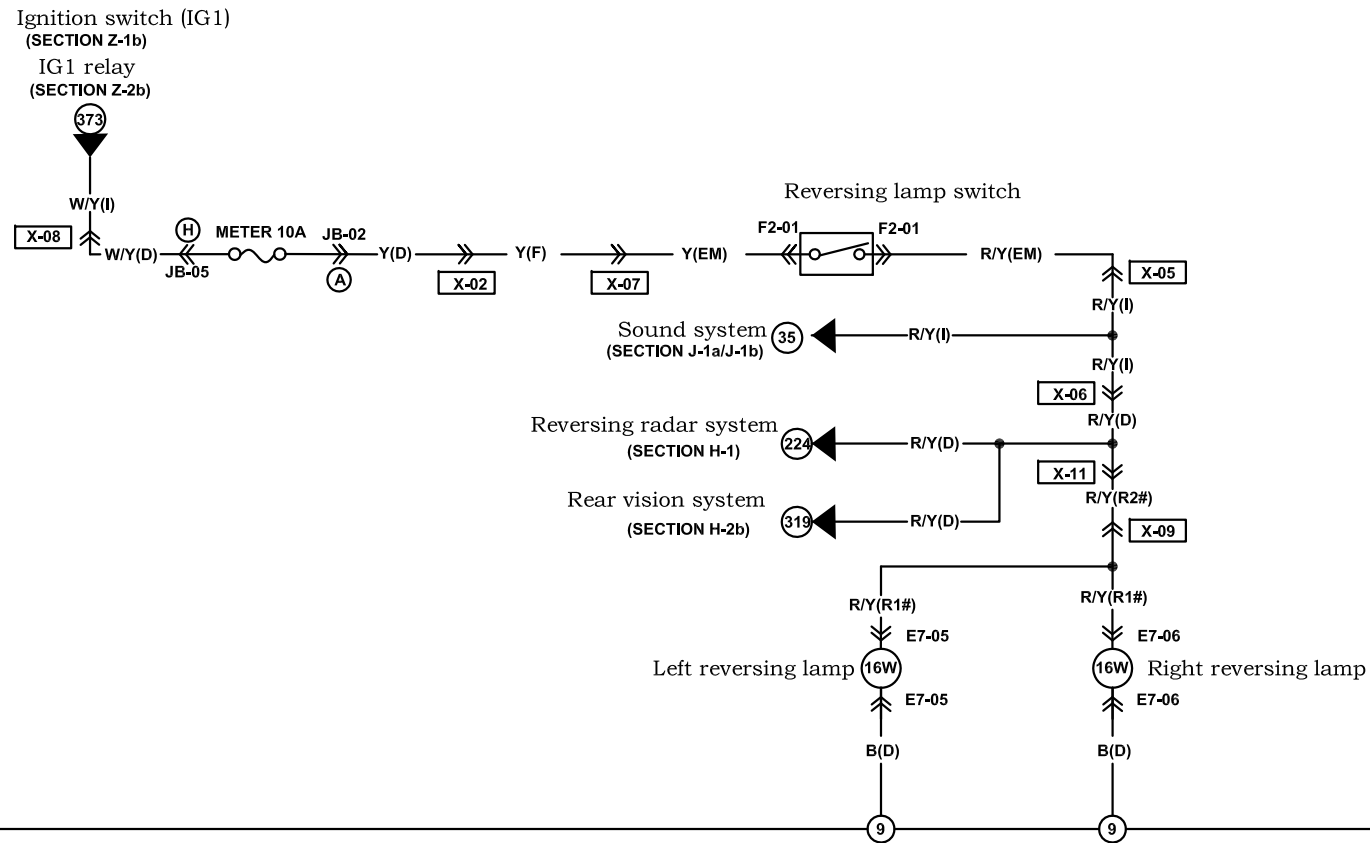 Ignition switch (IG1)
(SECTION Z-1b)
IG1 relay
(SECTION Z-2b)
373
W/Y(I)
X-08
W/Y(D)
H
JB-05
METER 10A
JB-02
A
Y(D)
X-02
Y(F)
X-07
Y(EM)
Reversing lamp switch
F2-01
F2-01
R/Y(EM)
X-05
R/Y(I)
Sound system
35
(SECTION J-1a/J-1b)
R/Y(I)
R/Y(I)
X-06
R/Y(D)
Reversing radar system
224
(SECTION H-1)
R/Y(D)
X-11
R/Y(R2#)
Rear vision system
319
(SECTION H-2b)
R/Y(D)
X-09
R/Y(R1#)
R/Y(R1#)
E7-05
E7-06
Left reversing lamp
16W
16W
Right reversing lamp
E7-05
E7-06
B(D)
B(D)
9
9